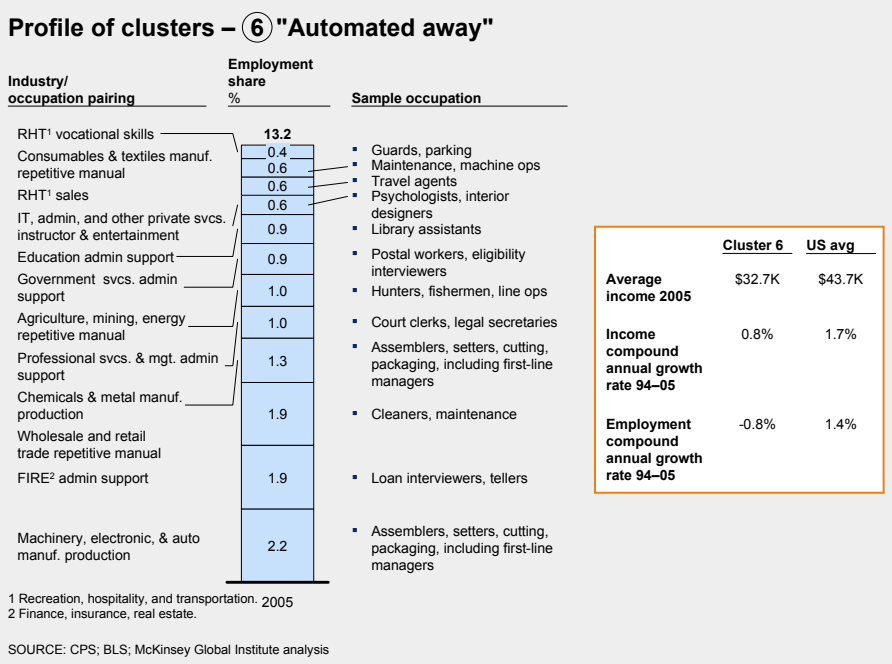 Profile of clusters – 6 "Automated away"
Industry/
occupation pairing
Employment
share
%
Sample occupation
13.2
RHT¹ vocational skills
0.4
Guards, parking
Consumables & textiles manuf.
repetitive manual
0.6
Maintenance, machine ops
RHT¹ sales
0.6
Travel agents
IT, admin, and other private svcs.
instructor & entertainment
0.6
Psychologists, interior
designers
Education admin support
0.9
Library assistants
Government svcs. admin
support
0.9
Postal workers, eligibility
interviewers
Agriculture, mining, energy
repetitive manual
1.0
Hunters, fishermen, line ops
Professional svcs. & mgt. admin
support
1.0
Court clerks, legal secretaries
Chemicals & metal manuf.
production
1.3
Assemblers, setters, cutting,
packaging, including first-line
managers
Wholesale and retail
trade repetitive manual
1.9
Cleaners, maintenance
FIRE² admin support
1.9
Loan interviewers, tellers
Machinery, electronic, & auto
manuf. production
2.2
Assemblers, setters, cutting,
packaging, including first-line
managers
2005
Cluster 6 US avg
Average
income 2005
$32.7K $43.7K
Income
compound
annual growth
rate 94–05
0.8% 1.7%
Employment
compound
annual growth
rate 94–05
-0.8% 1.4%
1 Recreation, hospitality, and transportation.
2 Finance, insurance, real estate.
SOURCE: CPS; BLS; McKinsey Global Institute analysis